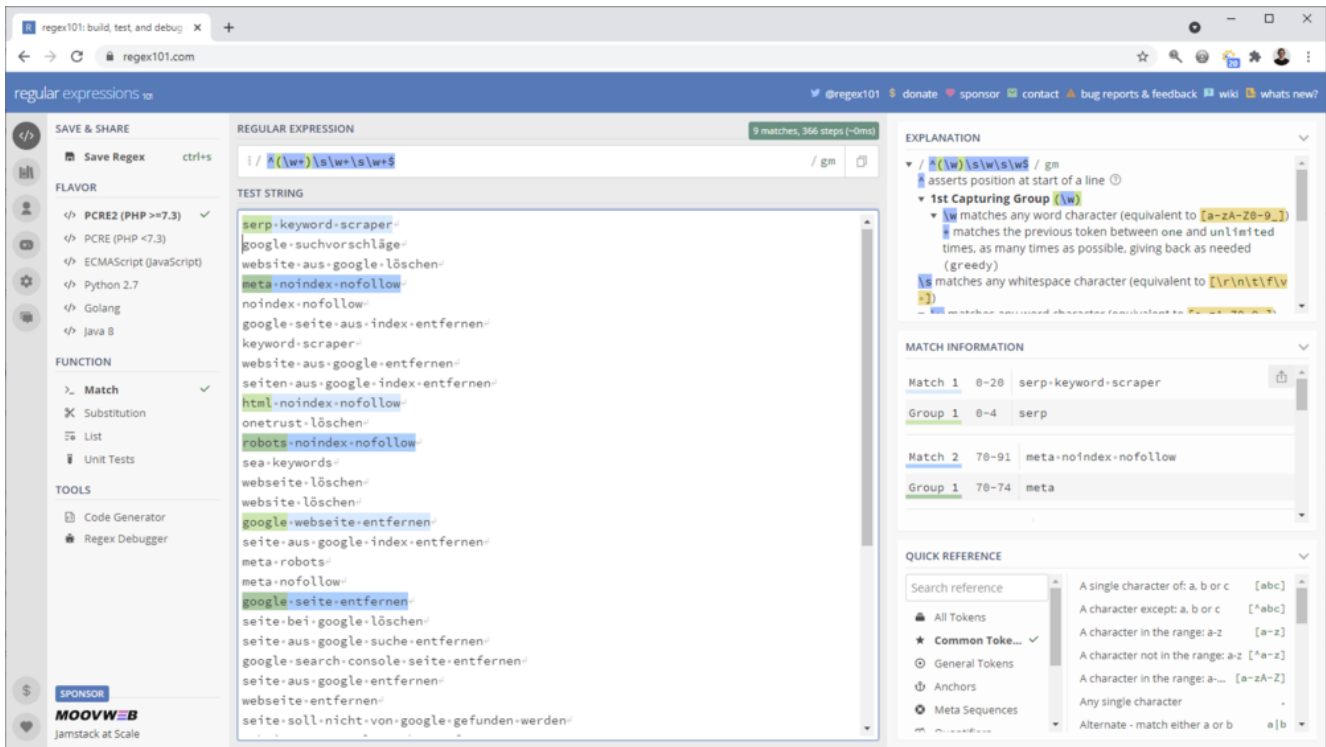 regex101: build, test, and debug
regex101.com
20
regular expressions 101
@regex101
$ donate
sponsor
contact
bug reports & feedback
wiki
whats new?
SAVE & SHARE
Save Regex ctrl+s
FLAVOR
</> PCRE2 (PHP >=7.3)
</> PCRE (PHP <7.3)
</> ECMAScript (JavaScript)
</> Python 2.7
</> Golang
</> Java 8
FUNCTION
>_ Match
Substitution
List
Unit Tests
TOOLS
Code Generator
Regex Debugger
SPONSOR
MOOVWEB
Jamstack at Scale
REGULAR EXPRESSION
9 matches, 366 steps (~0ms)
/ ^(\w+)\s\w+\s\w+$ / gm
TEST STRING
serp·keyword·scraper
google·suchvorschläge
website·aus·google·löschen
meta·noindex·nofollow
noindex·nofollow
google·seite·aus·index·entfernen
keyword·scraper
website·aus·google·entfernen
seiten·aus·google·index·entfernen
html·noindex·nofollow
onetrust·löschen
robots·noindex·nofollow
sea·keywords
webseite·löschen
website·löschen
google·webseite·entfernen
seite·aus·google·index·entfernen
meta·robots
meta·nofollow
google·seite·entfernen
seite·bei·google·löschen
seite·aus·google·suche·entfernen
google·search·console·seite·entfernen
seite·aus·google·entfernen
webseite·entfernen
seite·soll·nicht·von·google·gefunden·werden
EXPLANATION
/ ^(\w)\s\w\s\w$ / gm
^ asserts position at start of a line
1st Capturing Group (\w)
\w matches any word character (equivalent to [a-zA-Z0-9_])
+ matches the previous token between one and unlimited
times, as many times as possible, giving back as needed
(greedy)
\s matches any whitespace character (equivalent to [\r\n\t\f\v
·])
MATCH INFORMATION
Match 1 0-20 serp·keyword·scraper
Group 1 0-4 serp
Match 2 70-91 meta·noindex·nofollow
Group 1 70-74 meta
QUICK REFERENCE
Search reference
All Tokens
Common Toke...
General Tokens
Anchors
Meta Sequences
A single character of: a, b or c [abc]
A character except: a, b or c [^abc]
A character in the range: a-z [a-z]
A character not in the range: a-z [^a-z]
A character in the range: a-... [a-zA-Z]
Any single character .
Alternate - match either a or b a|b